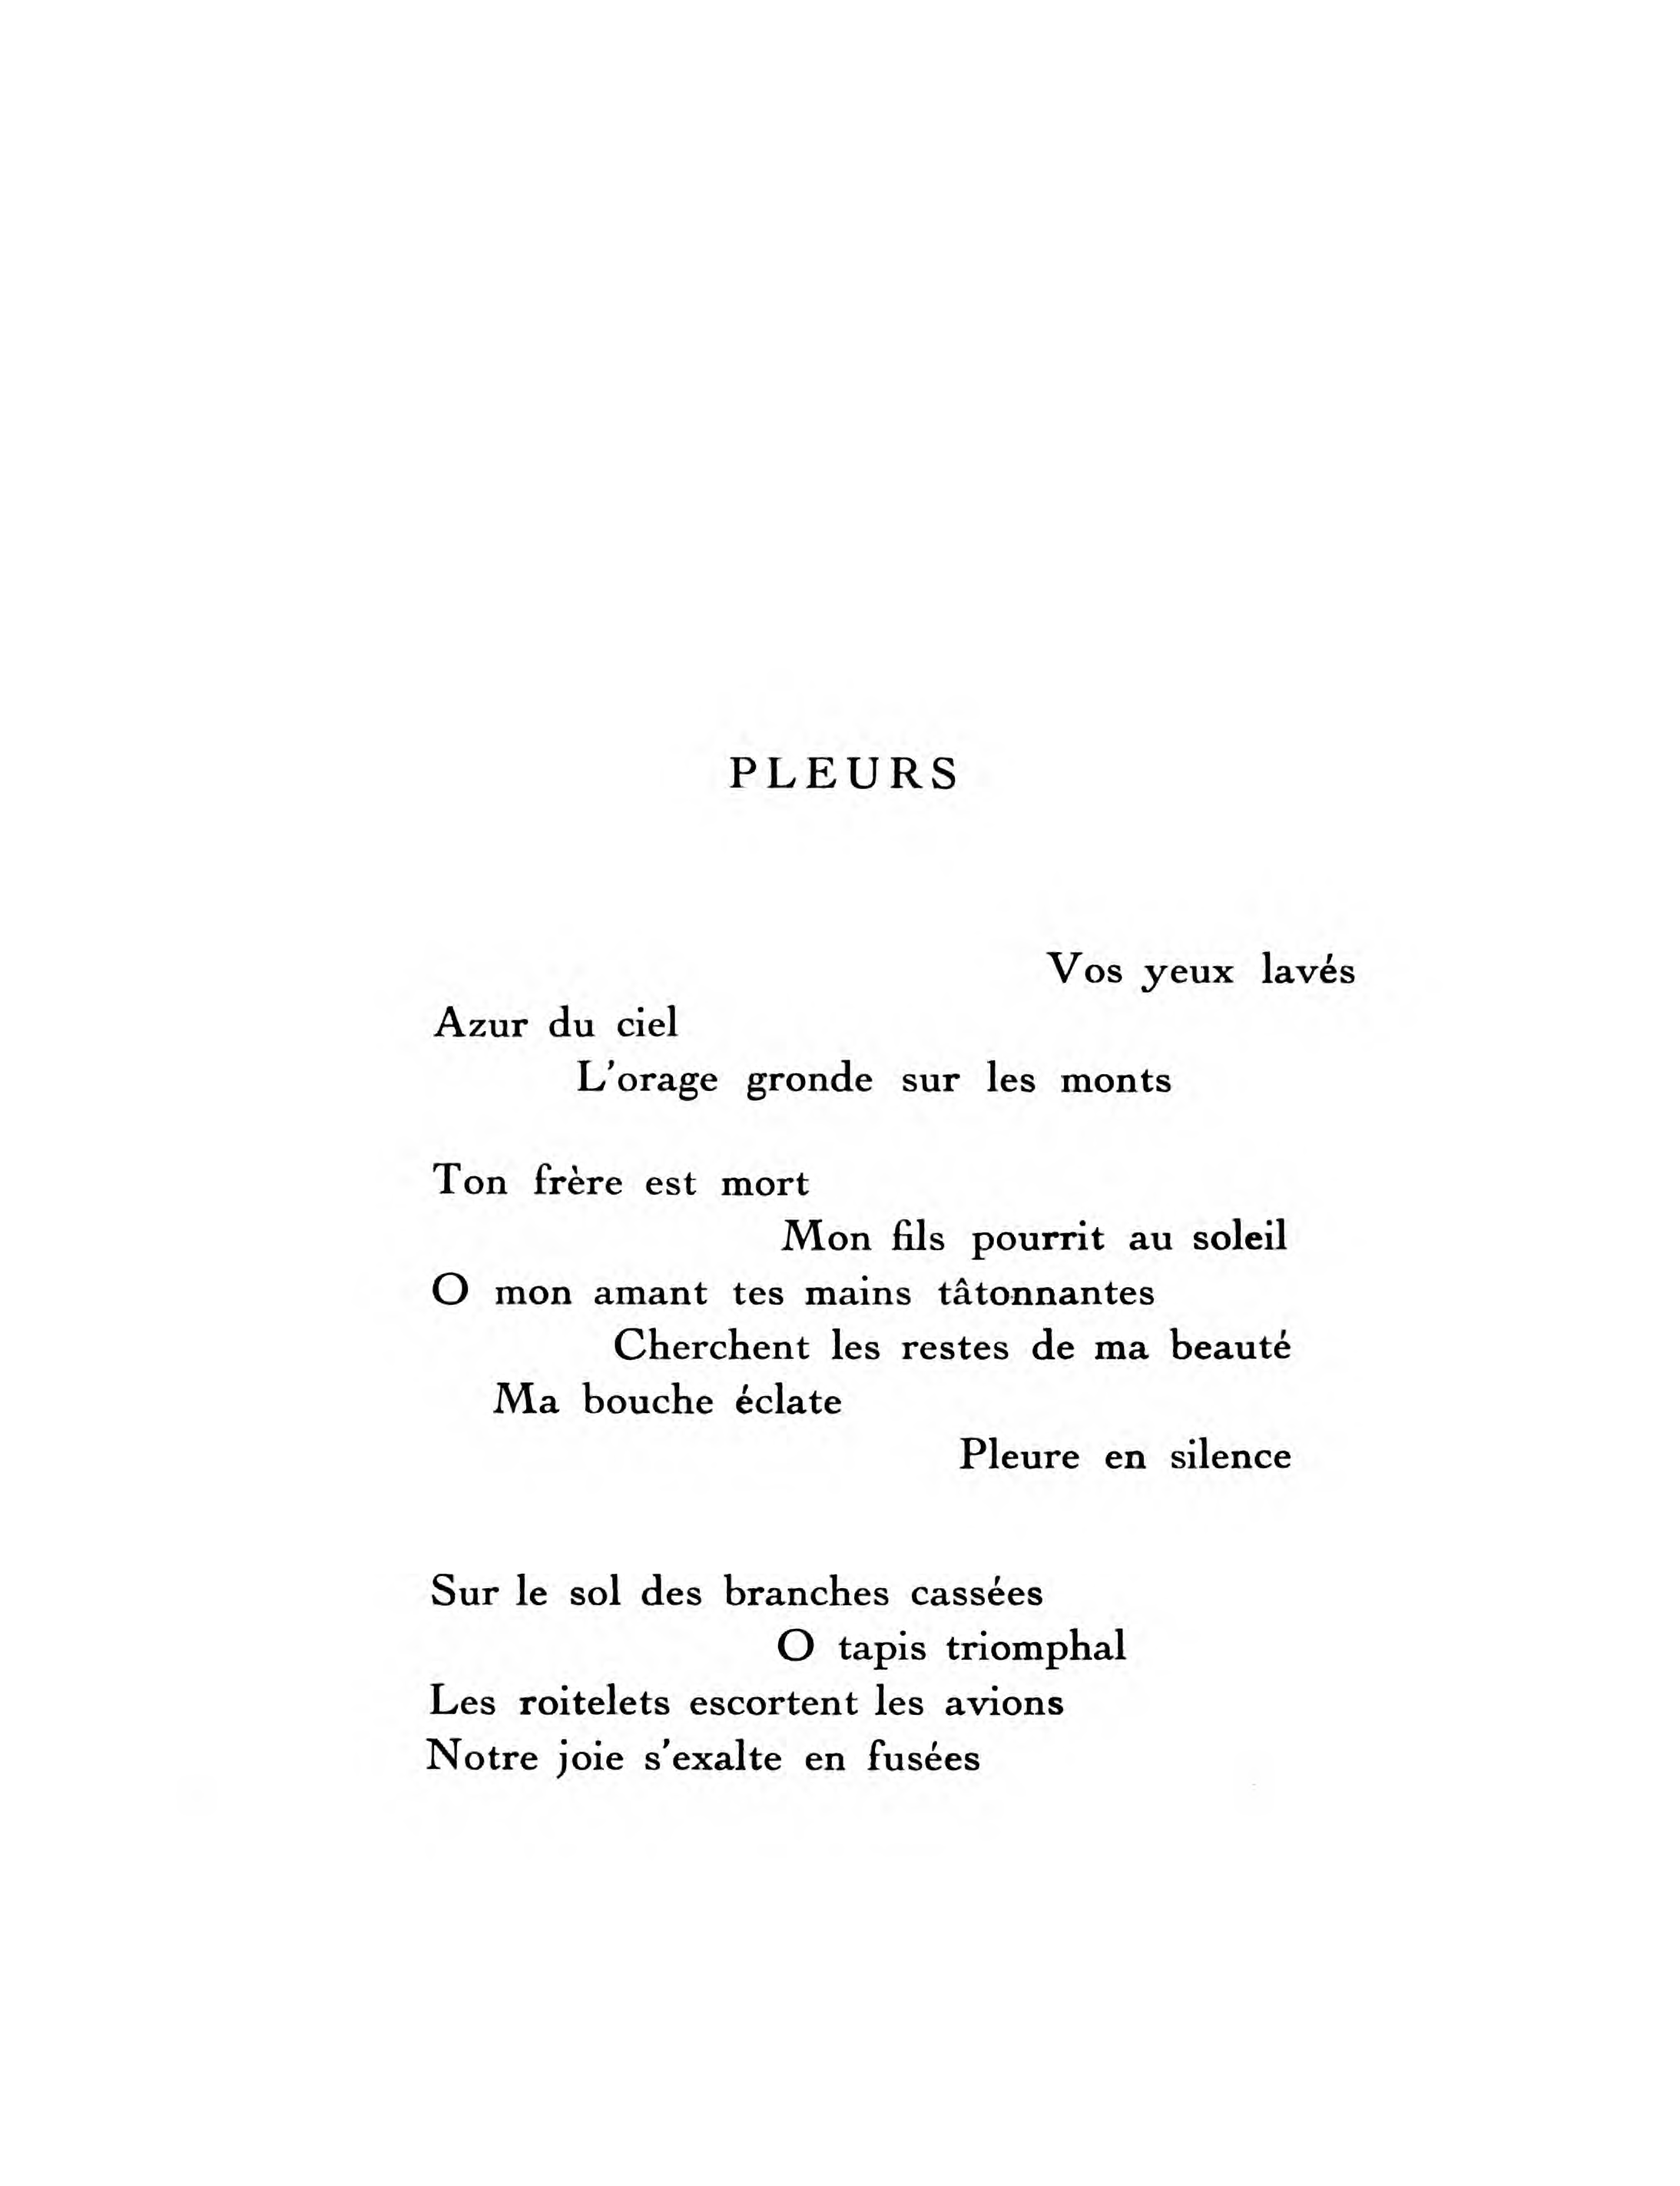 PLEURS
Vos yeux lavés
Azur du ciel
L'orage gronde sur les monts
Ton frère est mort
Mon fils pourrit au soleil
O mon amant tes mains tâtonnantes
Cherchent les restes de ma beauté
Ma bouche éclate
Pleure en silence
Sur le sol des branches cassées
O tapis triomphal
Les roitelets escortent les avions
Notre joie s'exalte en fusées